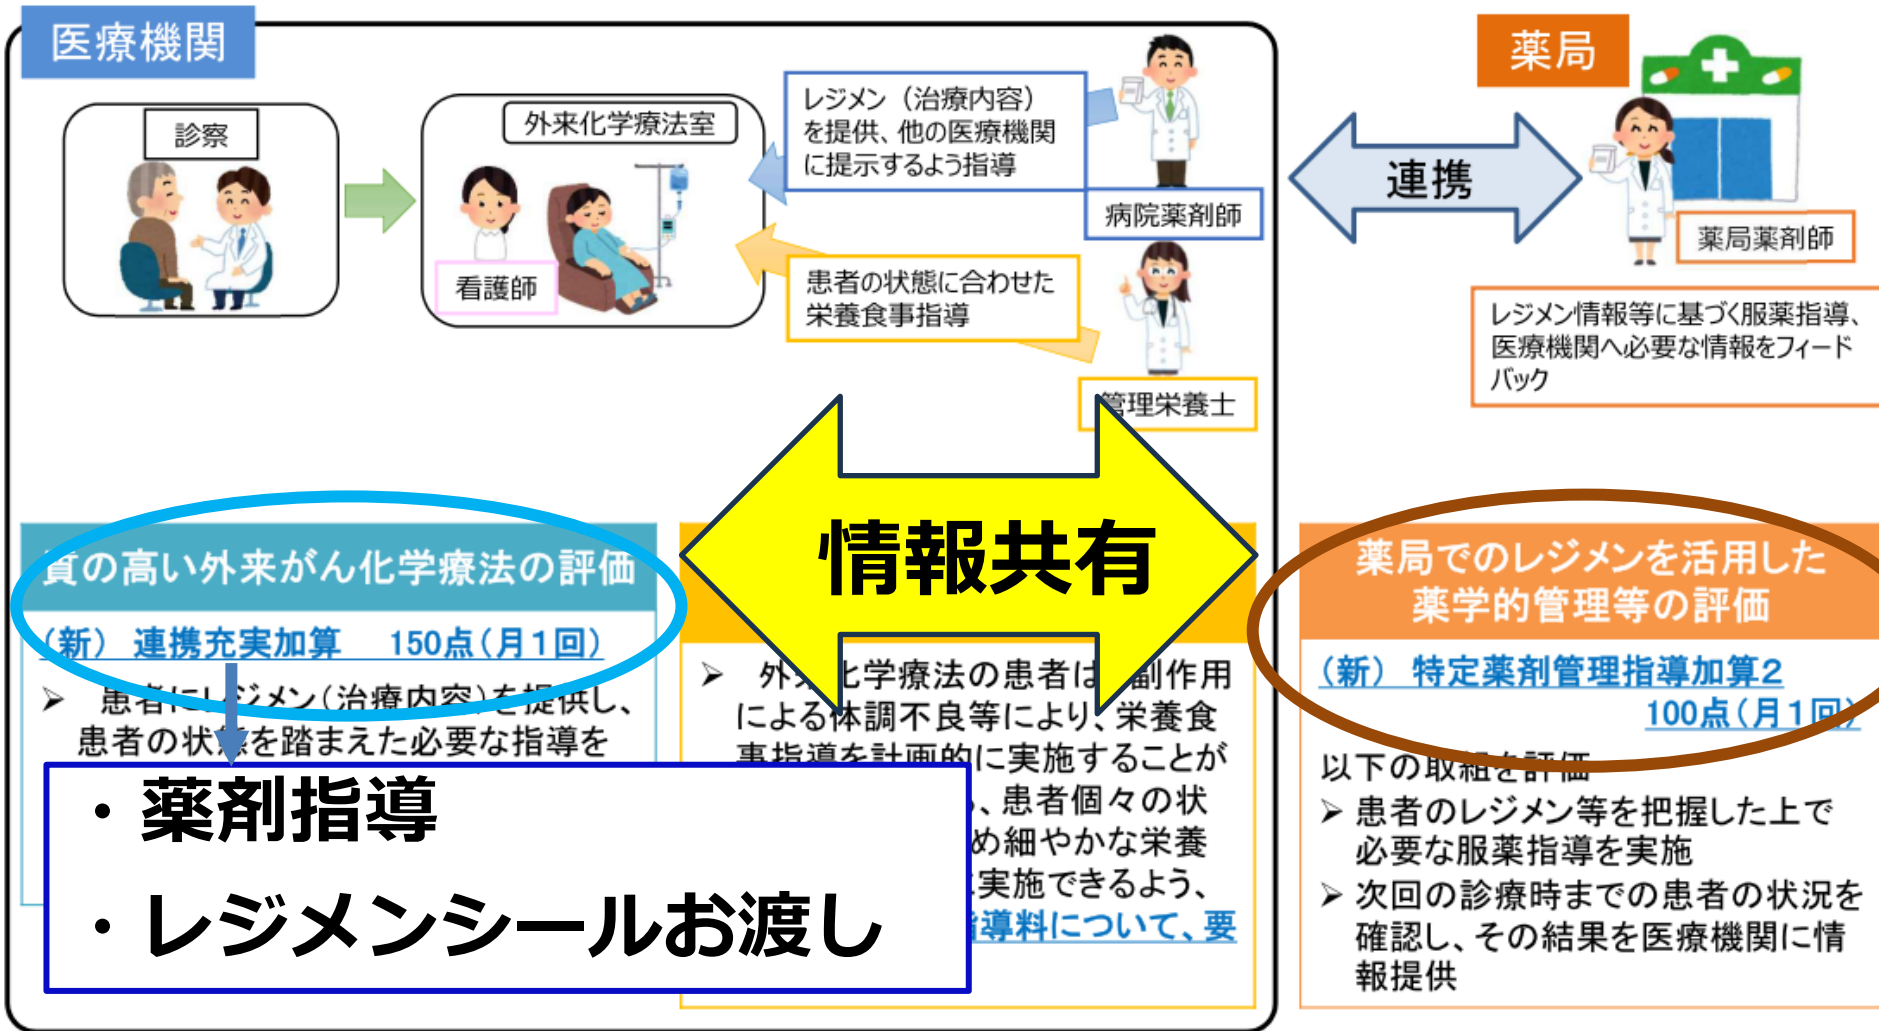 医療機関
診察
外来化学療法室
看護師
レジメン（治療内容）
を提供、他の医療機関
に提示するよう指導
病院薬剤師
患者の状態に合わせた
栄養食事指導
管理栄養士
連携
薬局
薬局薬剤師
レジメン情報等に基づく服薬指導、
医療機関へ必要な情報をフィード
バック
情報共有
質の高い外来がん化学療法の評価
（新） 連携充実加算 150点（月１回）
➢ 患者にレジメン（治療内容）を提供し、
患者の状態を踏まえた必要な指導を
・薬剤指導
・レジメンシールお渡し
➢ 外来化学療法の患者は 副作用
による体調不良等により、栄養食
事指導を計画的に実施することが
、患者個々の状
め細やかな栄養
実施できるよう、
指導料について、要
薬局でのレジメンを活用した
薬学的管理等の評価
（新） 特定薬剤管理指導加算２
100点（月１回）
以下の取組を評価
➢ 患者のレジメン等を把握した上で
必要な服薬指導を実施
➢ 次回の診療時までの患者の状況を
確認し、その結果を医療機関に情
報提供